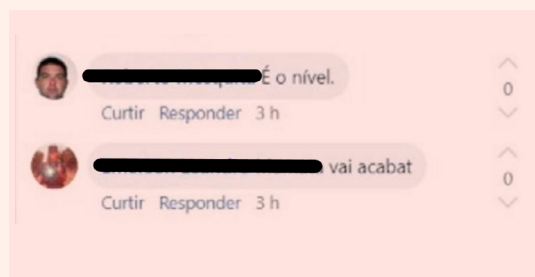 É o nível.
Curtir Responder 3 h
0
vai acabat
Curtir Responder 3 h
0